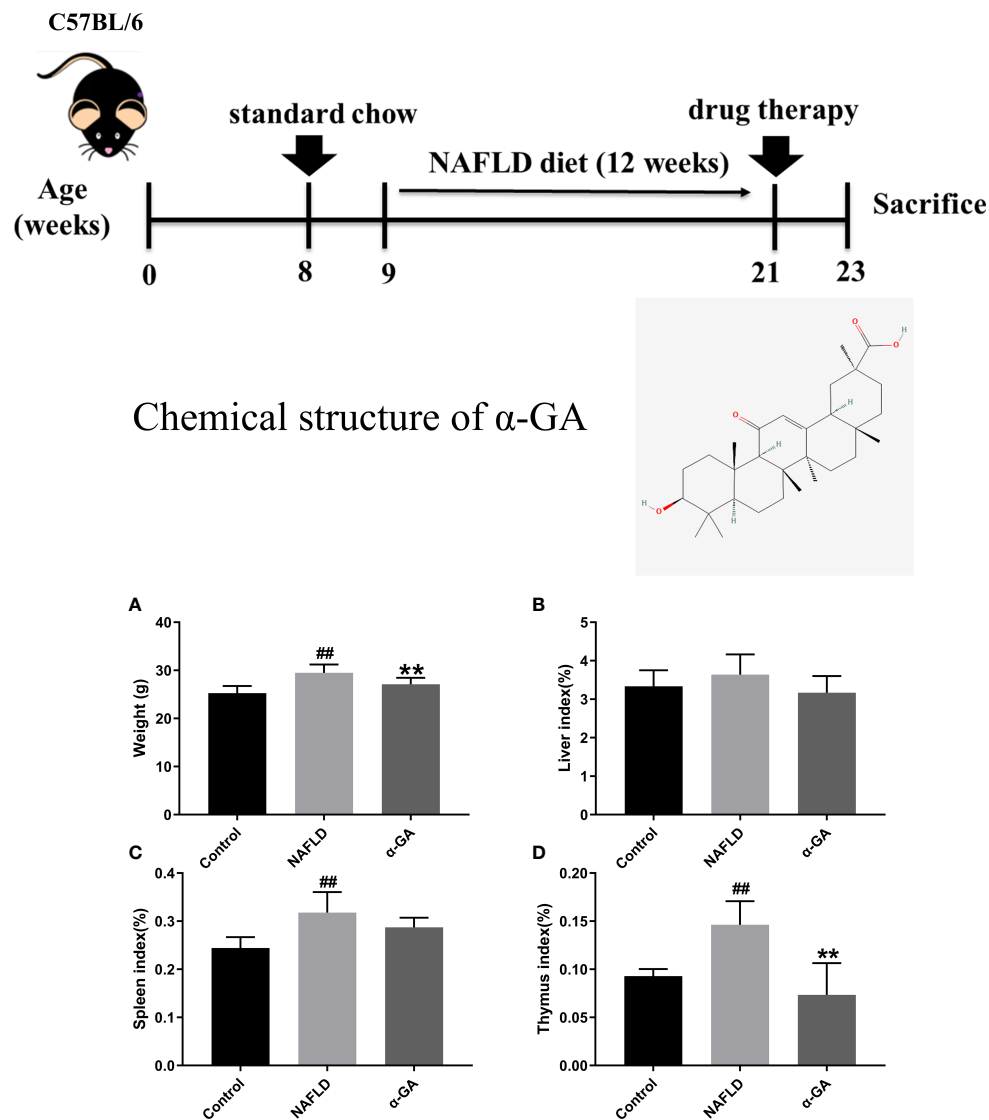 C57BL/6
standard chow
drug therapy
NAFLD diet (12 weeks)
Age
(weeks)
Sacrifice
0
8
9
21
23
Chemical structure of α-GA
O
H
O
H
O
H
H
O
H
A
Weight (g)
40
30
20
10
0
##
**
Control
NAFLD
α-GA
B
Liver index(%)
5
4
3
2
1
0
Control
NAFLD
α-GA
C
Spleen index(%)
0.4
0.3
0.2
0.1
0.0
##
Control
NAFLD
α-GA
D
Thymus index(%)
0.20
0.15
0.10
0.05
0.00
##
**
Control
NAFLD
α-GA